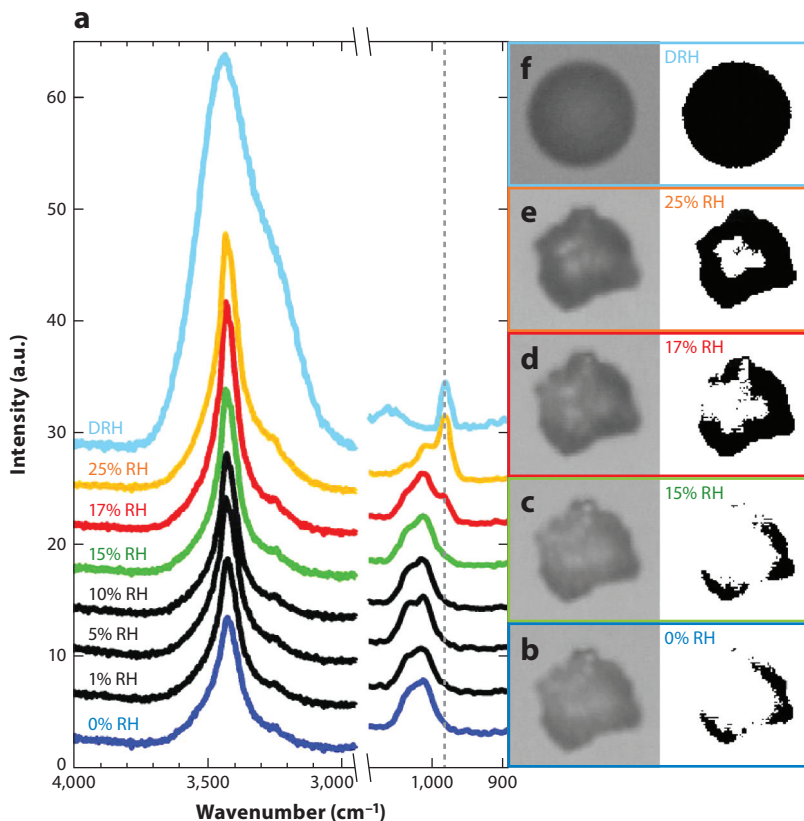 a
60
50
40
30
20
10
0
Intensity (a.u.)
DRH
25% RH
17% RH
15% RH
10% RH
5% RH
1% RH
0% RH
4,000 3,500 3,000 1,000 900
Wavenumber (cm⁻¹)
f DRH
e 25% RH
d 17% RH
c 15% RH
b 0% RH